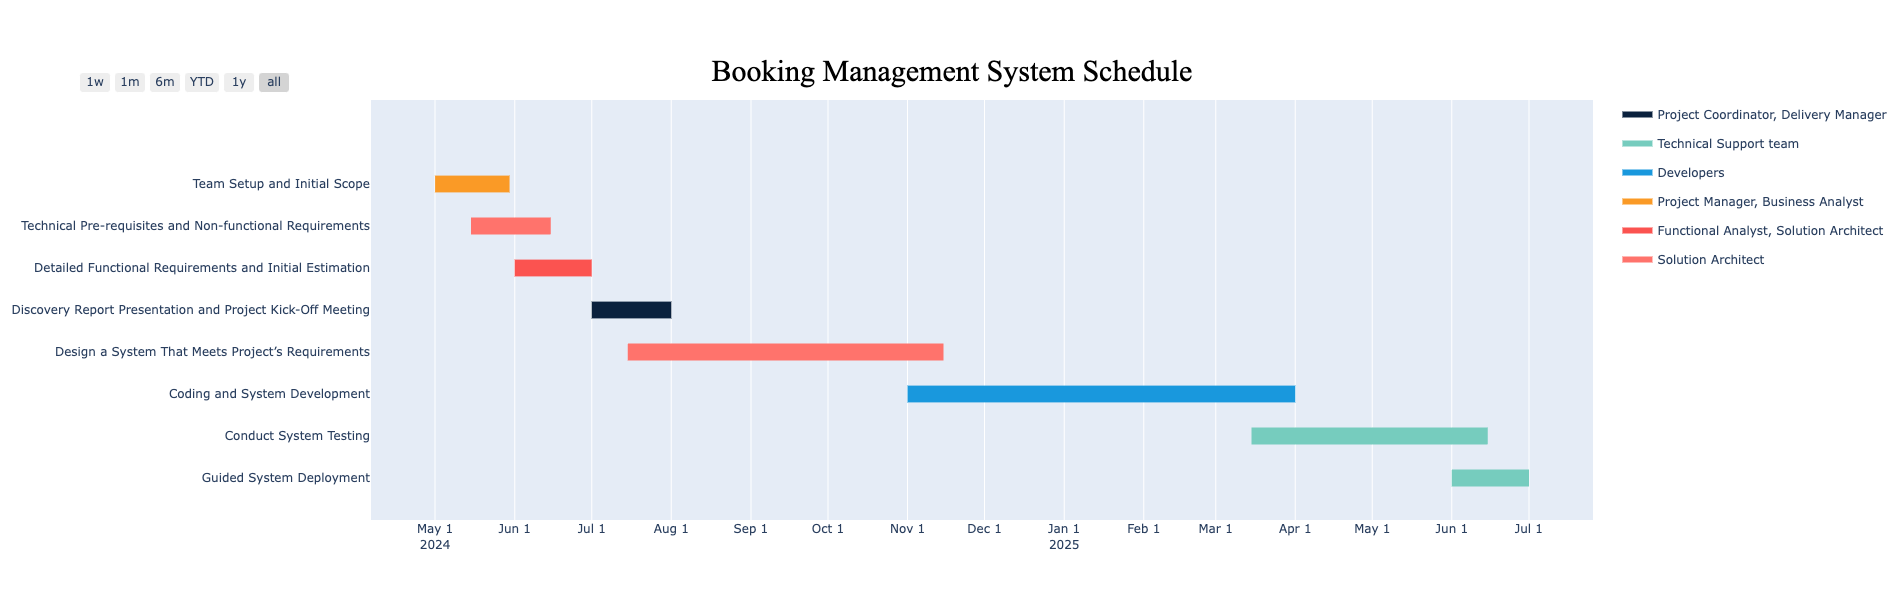 Booking Management System Schedule
1w 1m 6m YTD 1y all
Project Coordinator, Delivery Manager
Technical Support team
Developers
Project Manager, Business Analyst
Functional Analyst, Solution Architect
Solution Architect
Team Setup and Initial Scope
Technical Pre-requisites and Non-functional Requirements
Detailed Functional Requirements and Initial Estimation
Discovery Report Presentation and Project Kick-Off Meeting
Design a System That Meets Project’s Requirements
Coding and System Development
Conduct System Testing
Guided System Deployment
May 1 Jun 1 Jul 1 Aug 1 Sep 1 Oct 1 Nov 1 Dec 1 Jan 1 Feb 1 Mar 1 Apr 1 May 1 Jun 1 Jul 1
2024 2025